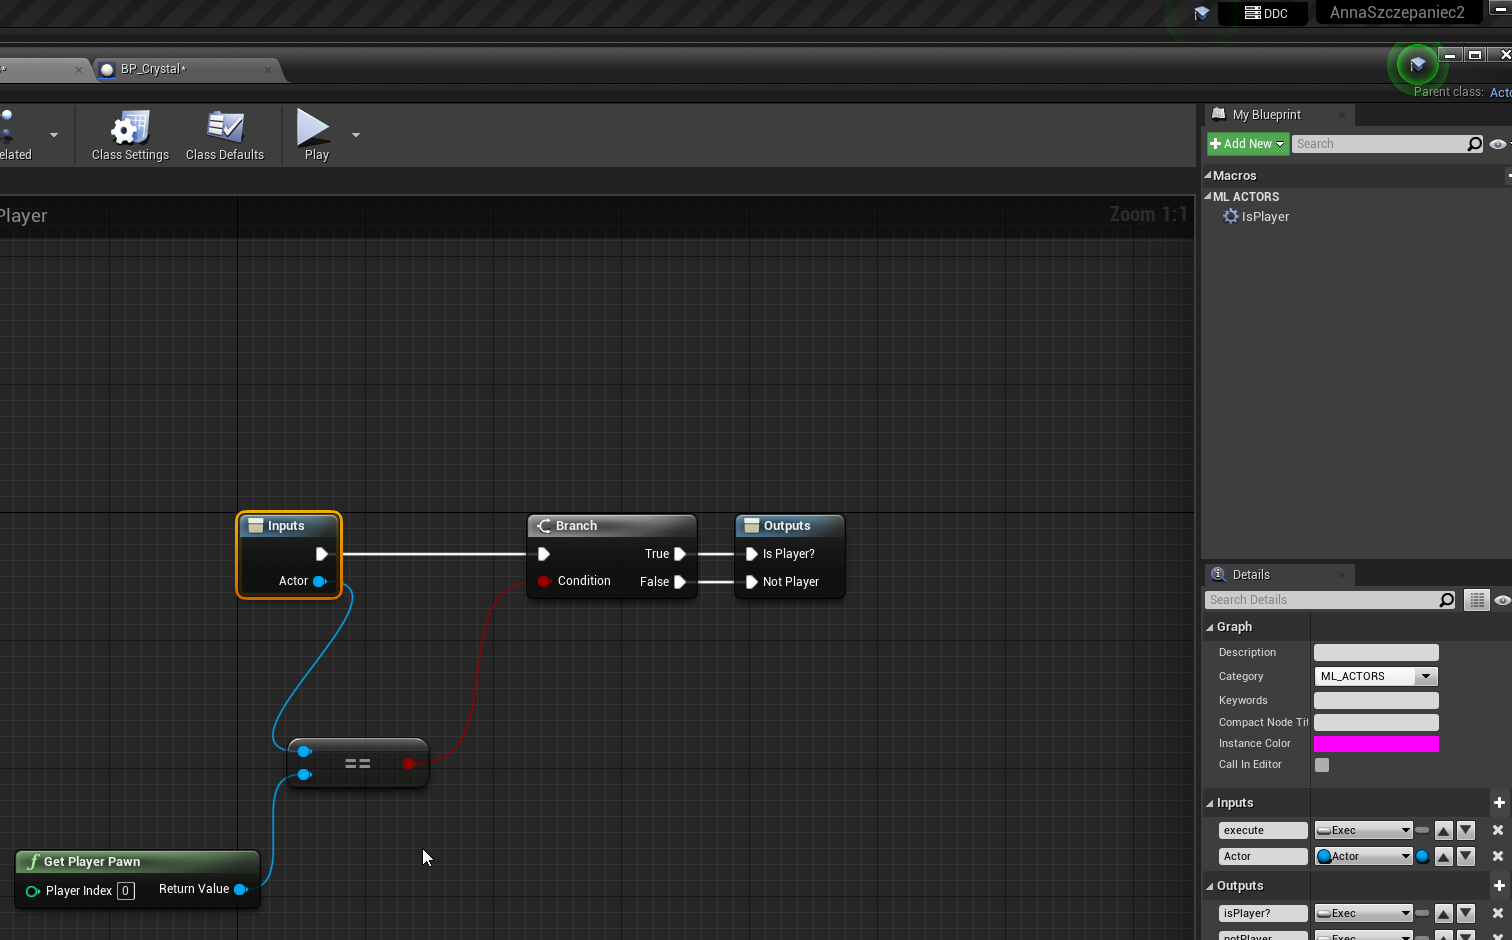 DDC
AnnaSzczepaniec2
*
BP_Crystal*
Parent class: Acto
elated
Class Settings
Class Defaults
Play
My Blueprint
Add New
Search
Macros
ML ACTORS
IsPlayer
Player
Zoom 1:1
Inputs
Actor
Branch
True
Condition
False
Outputs
Is Player?
Not Player
==
f Get Player Pawn
Player Index 0
Return Value
Details
Search Details
Graph
Description
Category ML_ACTORS
Keywords
Compact Node Tit
Instance Color
Call In Editor
Inputs
execute Exec
Actor Actor
Outputs
isPlayer? Exec
notPlayer Exec